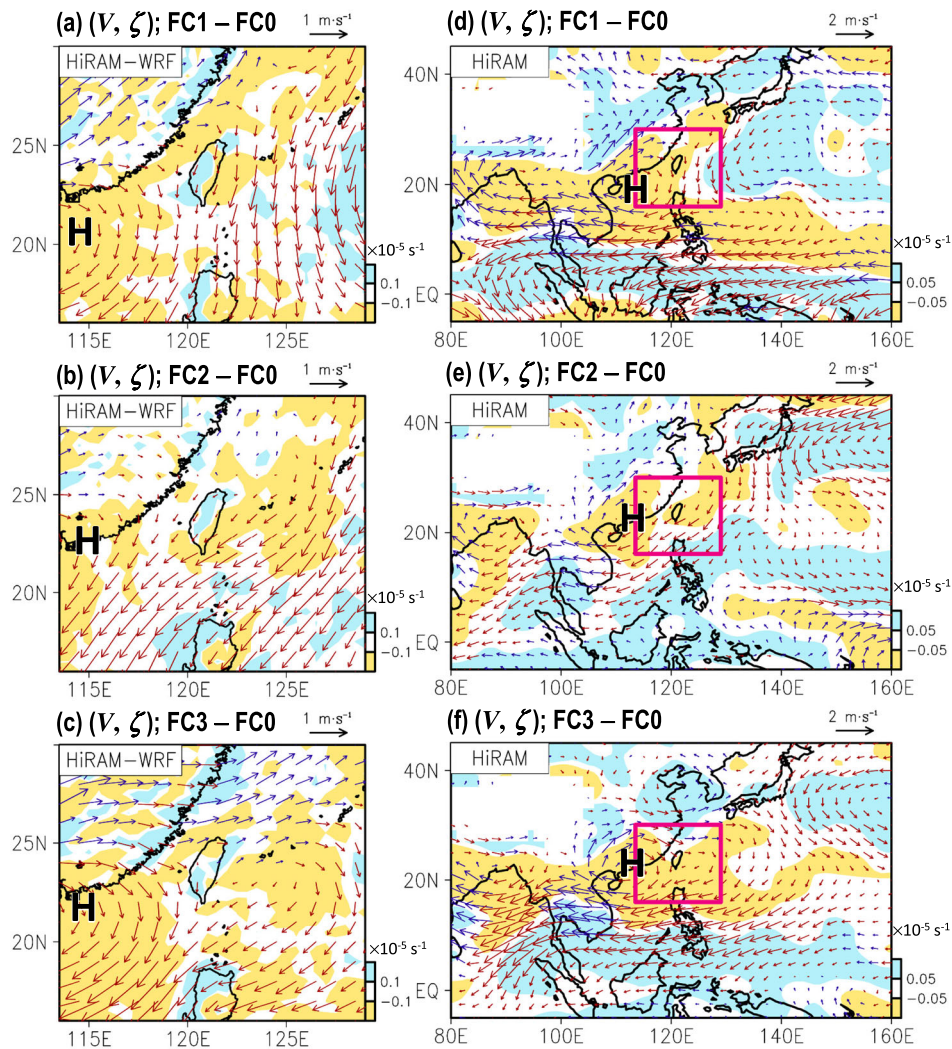 (a) (V, ζ); FC1 – FC0
1 m·s⁻¹
HiRAM–WRF
25N
20N
H
×10⁻⁵ s⁻¹
0.1
−0.1
115E 120E 125E
(b) (V, ζ); FC2 – FC0
1 m·s⁻¹
HiRAM–WRF
25N
20N
H
×10⁻⁵ s⁻¹
0.1
−0.1
115E 120E 125E
(c) (V, ζ); FC3 – FC0
1 m·s⁻¹
HiRAM–WRF
25N
20N
H
×10⁻⁵ s⁻¹
0.1
−0.1
115E 120E 125E
(d) (V, ζ); FC1 – FC0
2 m·s⁻¹
HiRAM
40N
20N
EQ
H
×10⁻⁵ s⁻¹
0.05
−0.05
80E 100E 120E 140E 160E
(e) (V, ζ); FC2 – FC0
2 m·s⁻¹
HiRAM
40N
20N
EQ
H
×10⁻⁵ s⁻¹
0.05
−0.05
80E 100E 120E 140E 160E
(f) (V, ζ); FC3 – FC0
2 m·s⁻¹
HiRAM
40N
20N
EQ
H
×10⁻⁵ s⁻¹
0.05
−0.05
80E 100E 120E 140E 160E